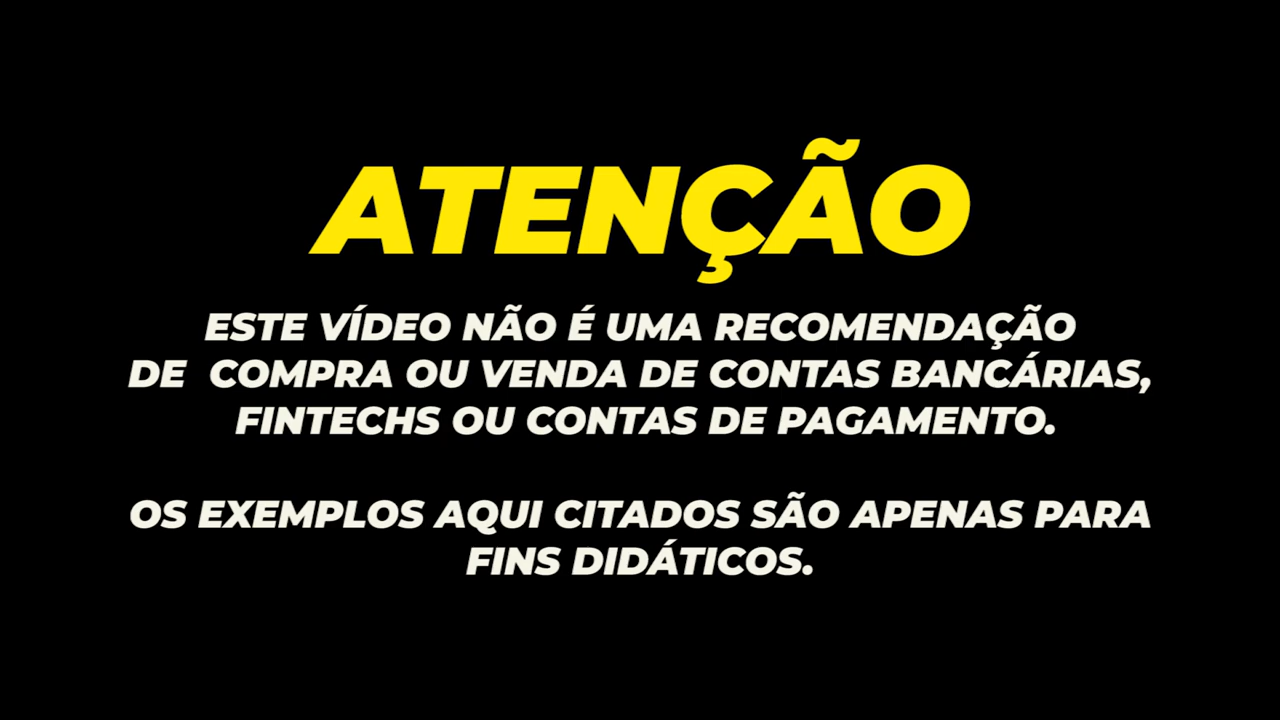 ATENÇÃO
ESTE VÍDEO NÃO É UMA RECOMENDAÇÃO
DE COMPRA OU VENDA DE CONTAS BANCÁRIAS,
FINTECHS OU CONTAS DE PAGAMENTO.
OS EXEMPLOS AQUI CITADOS SÃO APENAS PARA
FINS DIDÁTICOS.